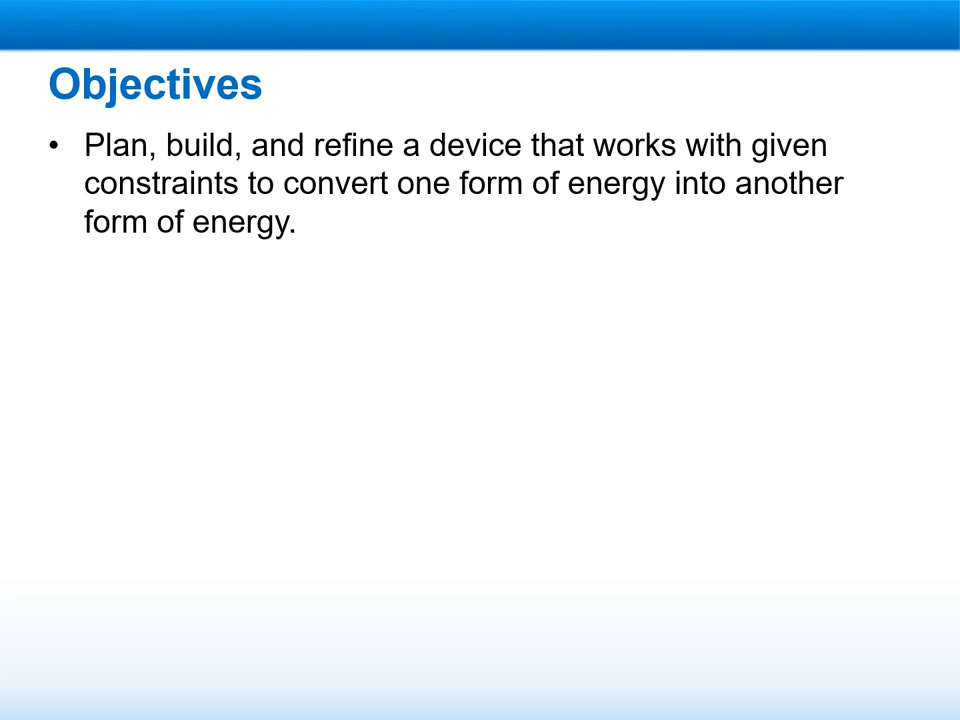 Objectives
• Plan, build, and refine a device that works with given
constraints to convert one form of energy into another
form of energy.